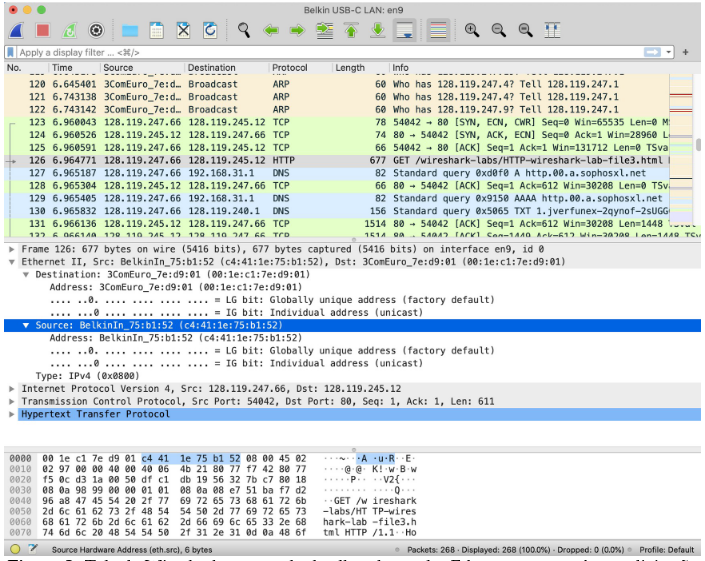 Belkin USB-C LAN: en9
Apply a display filter ... <⌘/>
No. Time Source Destination Protocol Length Info
120 6.645401 3ComEuro_7e:d… Broadcast ARP 60 Who has 128.119.247.4? Tell 128.119.247.1
121 6.743138 3ComEuro_7e:d… Broadcast ARP 60 Who has 128.119.247.7? Tell 128.119.247.1
122 6.743142 3ComEuro_7e:d… Broadcast ARP 60 Who has 128.119.247.9? Tell 128.119.247.1
123 6.960043 128.119.247.66 128.119.245.12 TCP 78 54042 → 80 [SYN, ECN, CWR] Seq=0 Win=65535 Len=0
124 6.960526 128.119.245.12 128.119.247.66 TCP 74 80 → 54042 [SYN, ACK, ECN] Seq=0 Ack=1 Win=28960
125 6.960591 128.119.247.66 128.119.245.12 TCP 66 54042 → 80 [ACK] Seq=1 Ack=1 Win=131712 Len=0 TSva
126 6.964771 128.119.247.66 128.119.245.12 HTTP 677 GET /wireshark-labs/HTTP-wireshark-lab-file3.html
127 6.965187 128.119.247.66 192.168.31.1 DNS 82 Standard query 0xd0f0 A http.00.a.sophosxl.net
128 6.965304 128.119.245.12 128.119.247.66 TCP 66 80 → 54042 [ACK] Seq=1 Ack=612 Win=30208 Len=0 TSv
129 6.965405 128.119.247.66 192.168.31.1 DNS 82 Standard query 0x9150 AAAA http.00.a.sophosxl.net
130 6.965832 128.119.247.66 128.119.240.1 DNS 156 Standard query 0x5065 TXT 1.jverfunex-2qynof-2sUGG
131 6.966136 128.119.245.12 128.119.247.66 TCP 1514 80 → 54042 [ACK] Seq=1 Ack=612 Win=30208 Len=1448
132 6.966140 128.119.245.12 128.119.247.66 TCP 1514 80 → 54042 [ACK] Seq=1449 Ack=612 Win=30208 Len=1448
Frame 126: 677 bytes on wire (5416 bits), 677 bytes captured (5416 bits) on interface en9, id 0
Ethernet II, Src: BelkinIn_75:b1:52 (c4:41:1e:75:b1:52), Dst: 3ComEuro_7e:d9:01 (00:1e:c1:7e:d9:01)
Destination: 3ComEuro_7e:d9:01 (00:1e:c1:7e:d9:01)
Address: 3ComEuro_7e:d9:01 (00:1e:c1:7e:d9:01)
.... ..0. .... .... .... .... = LG bit: Globally unique address (factory default)
.... ...0 .... .... .... .... = IG bit: Individual address (unicast)
Source: BelkinIn_75:b1:52 (c4:41:1e:75:b1:52)
Address: BelkinIn_75:b1:52 (c4:41:1e:75:b1:52)
.... ..0. .... .... .... .... = LG bit: Globally unique address (factory default)
.... ...0 .... .... .... .... = IG bit: Individual address (unicast)
Type: IPv4 (0x0800)
Internet Protocol Version 4, Src: 128.119.247.66, Dst: 128.119.245.12
Transmission Control Protocol, Src Port: 54042, Dst Port: 80, Seq: 1, Ack: 1, Len: 611
Hypertext Transfer Protocol
0000 00 1e c1 7e d9 01 c4 41 1e 75 b1 52 08 00 45 02 ···~···A ·u·R··E·
0010 02 97 00 00 40 00 40 06 4b 21 80 77 f7 42 80 77 ····@·@· K!·w·B·w
0020 f5 0c d3 1a 00 50 df c1 db 19 56 32 7b c7 80 18 ·····P·· ··V2{···
0030 08 0a 98 99 00 00 01 01 08 0a 08 e7 51 ba f7 d2 ········ ····Q···
0040 96 a8 47 45 54 20 2f 77 69 72 65 73 68 61 72 6b ··GET /w ireshark
0050 2d 6c 61 62 73 2f 48 54 54 50 2d 77 69 72 65 73 -labs/HT TP-wires
0060 68 61 72 6b 2d 6c 61 62 2d 66 69 6c 65 33 2e 68 hark-lab -file3.h
0070 74 6d 6c 20 48 54 54 50 2f 31 2e 31 0d 0a 48 6f tml HTTP /1.1··Ho
Source Hardware Address (eth.src), 6 bytes Packets: 268 · Displayed: 268 (100.0%) · Dropped: 0 (0.0%) Profile: Default